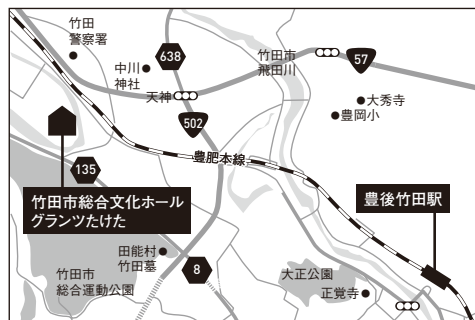 竹田
警察署
638
中川
神社
天神
竹田市
飛田川
57
大秀寺
豊岡小
502
豊肥本線
135
竹田市総合文化ホール
グランツたけた
豊後竹田駅
田能村
竹田墓
8
竹田市
総合運動公園
大正公園
正覚寺